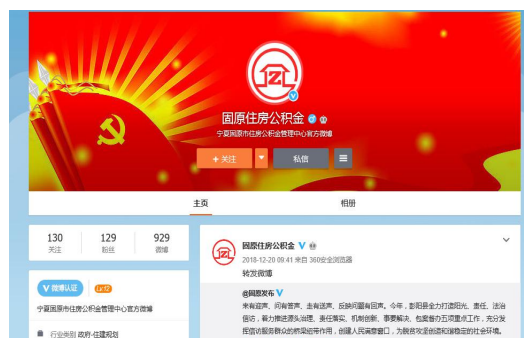 固原住房公积金
宁夏固原市住房公积金管理中心官方微博
+ 关注
私信
主页
相册
130
关注
129
粉丝
929
微博
微博认证
Lv.12
宁夏固原市住房公积金管理中心官方微博
行业类别 政府-住建规划
固原住房公积金
2018-12-20 09:41 来自 360安全浏览器
转发微博
@固原发布
来有迎声、问有答声、走有送声、反映问题有回声。今年，彭阳县全力打造阳光、责任、法治
信访，着力推进源头治理、责任落实、机制创新、事要解决、包案督办五项重点工作，充分发
挥信访服务群众的桥梁纽带作用，创建人民满意窗口，为脱贫攻坚创造和谐稳定的社会环境。